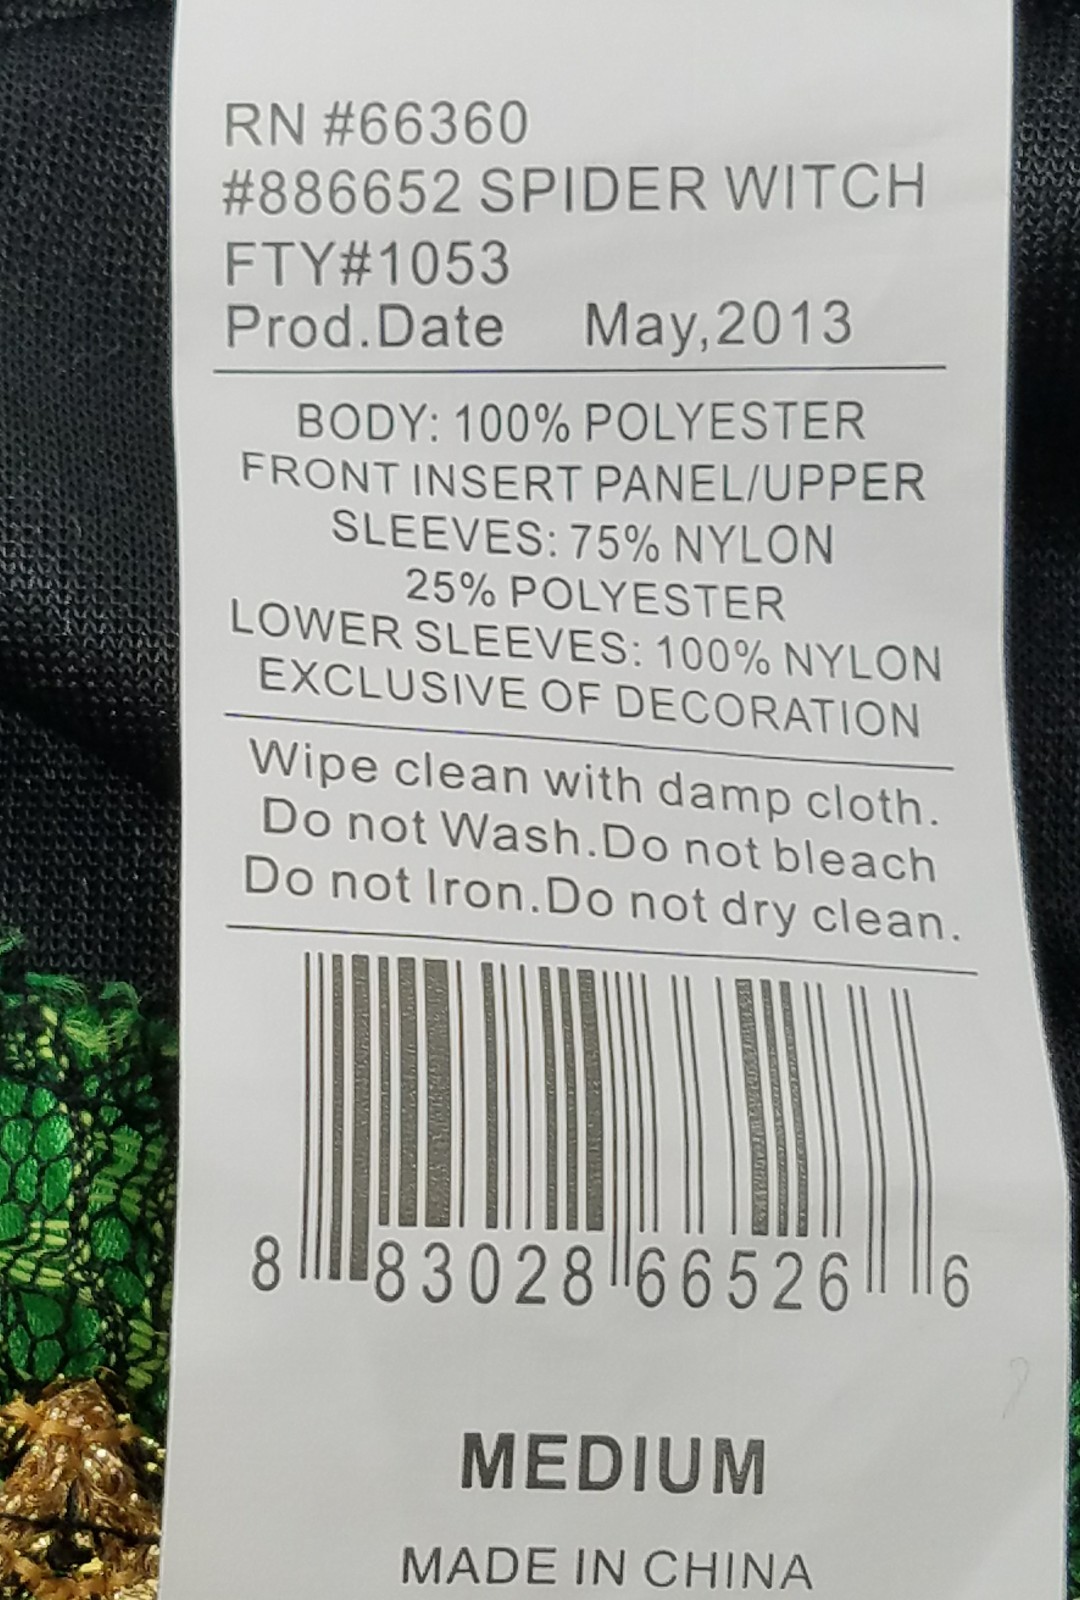 RN #66360
#886652 SPIDER WITCH
FTY#1053
Prod.Date May,2013
BODY: 100% POLYESTER
FRONT INSERT PANEL/UPPER
SLEEVES: 75% NYLON
25% POLYESTER
LOWER SLEEVES: 100% NYLON
EXCLUSIVE OF DECORATION
Wipe clean with damp cloth.
Do not Wash.Do not bleach
Do not Iron.Do not dry clean.
8 83028 66526 6
MEDIUM
MADE IN CHINA